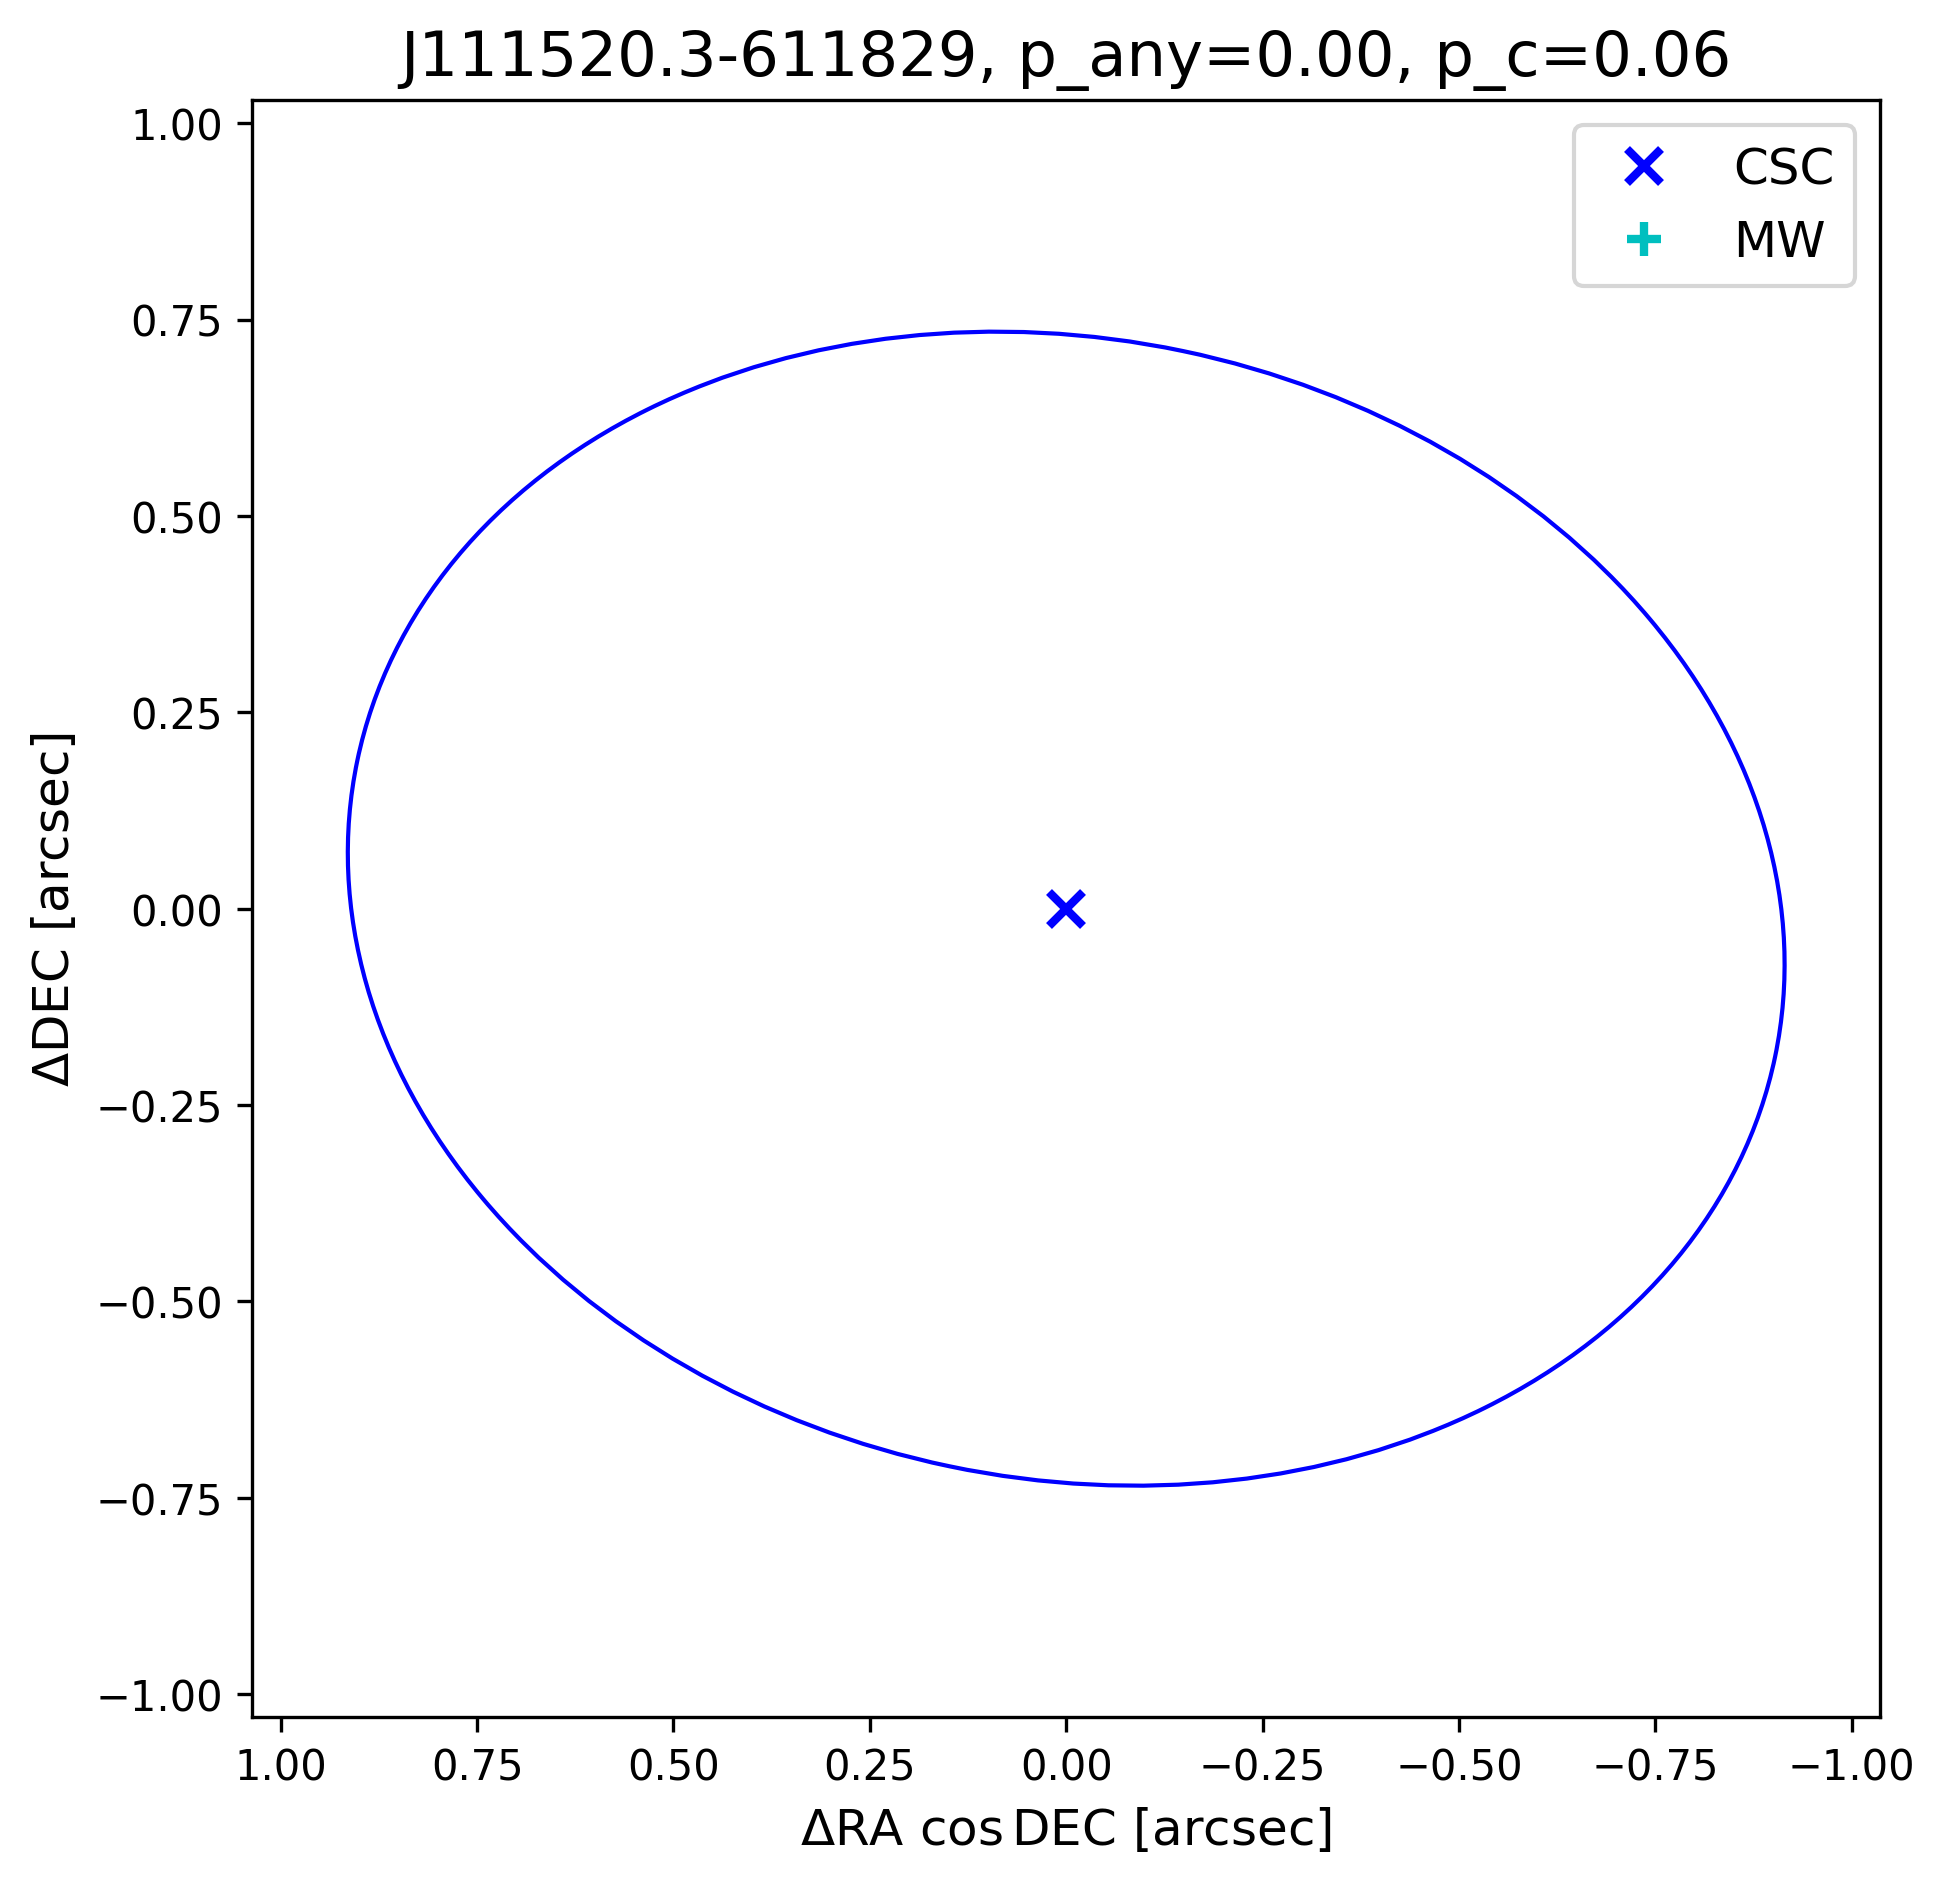 J111520.3-611829, p_any=0.00, p_c=0.06
CSC
MW
1.00
0.75
0.50
0.25
0.00
−0.25
−0.50
−0.75
−1.00
ΔDEC [arcsec]
1.00 0.75 0.50 0.25 0.00 −0.25 −0.50 −0.75 −1.00
ΔRA cos DEC [arcsec]